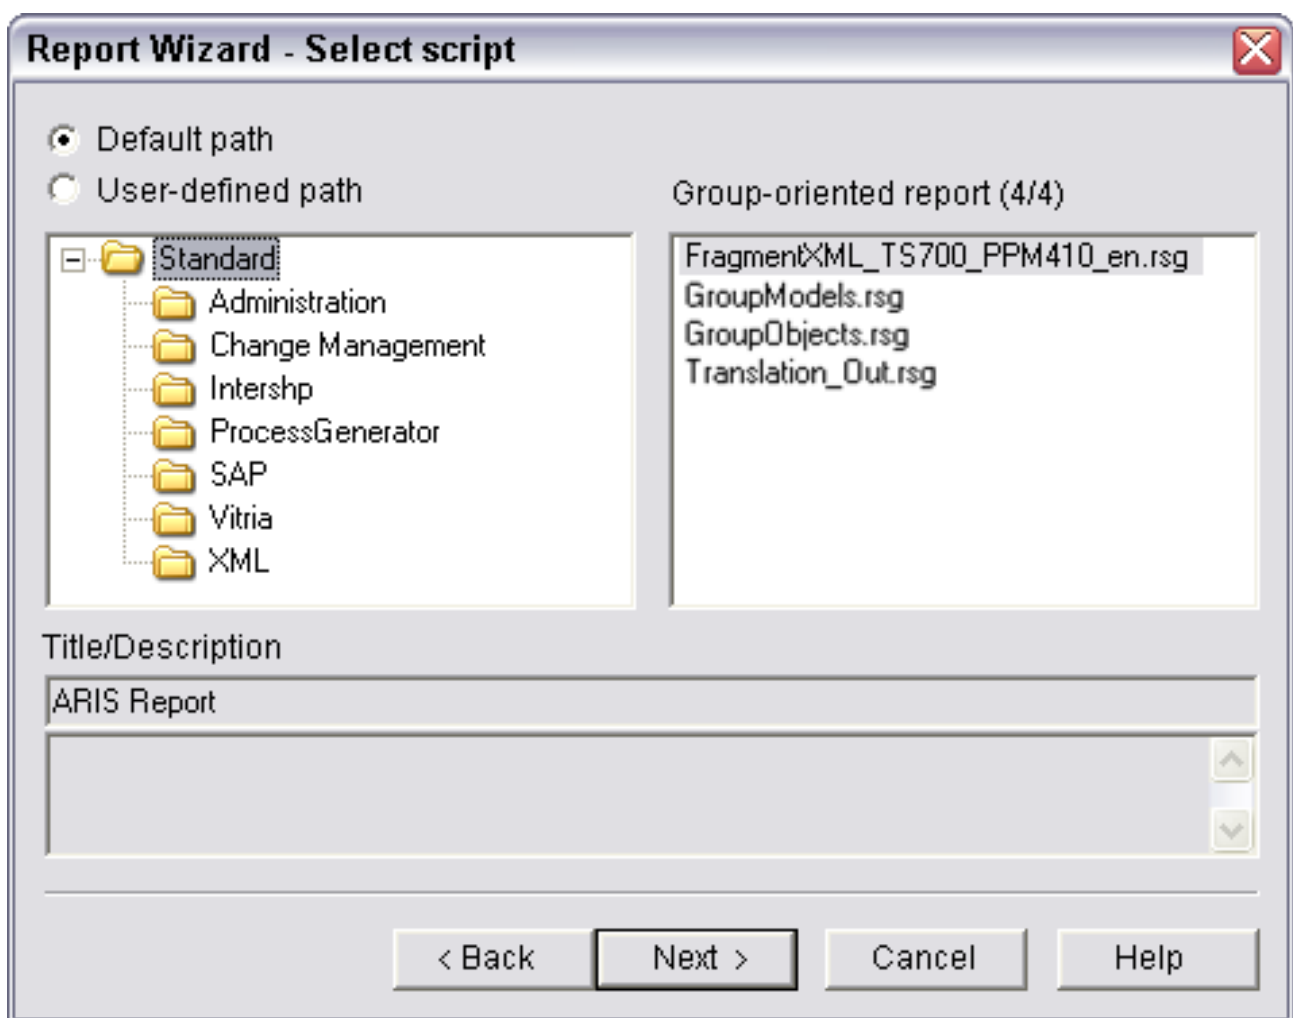 Report Wizard - Select script
Default path
User-defined path
Group-oriented report (4/4)
Standard
Administration
Change Management
Intershp
ProcessGenerator
SAP
Vitria
XML
FragmentXML_TS700_PPM410_en.rsg
GroupModels.rsg
GroupObjects.rsg
Translation_Out.rsg
Title/Description
ARIS Report
< Back
Next >
Cancel
Help